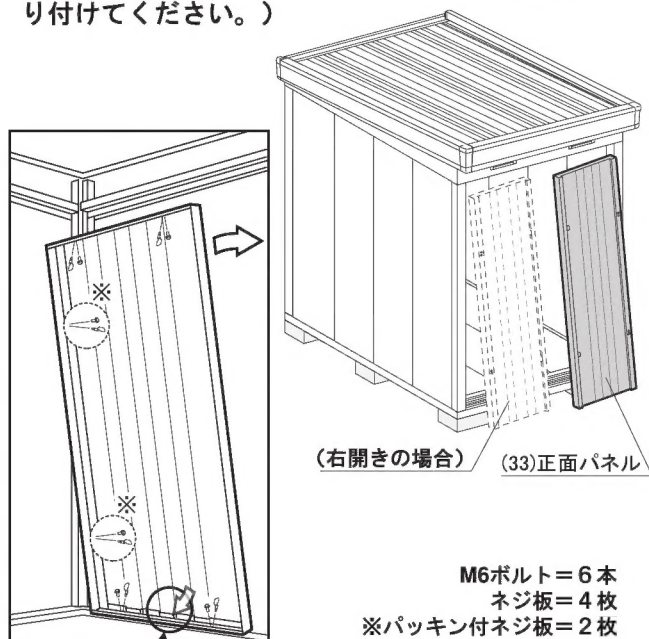 り付けてください。)
※
※
(右開きの場合)
(33)正面パネル
M6ボルト=6本
ネジ板=4枚
※パッキン付ネジ板=2枚